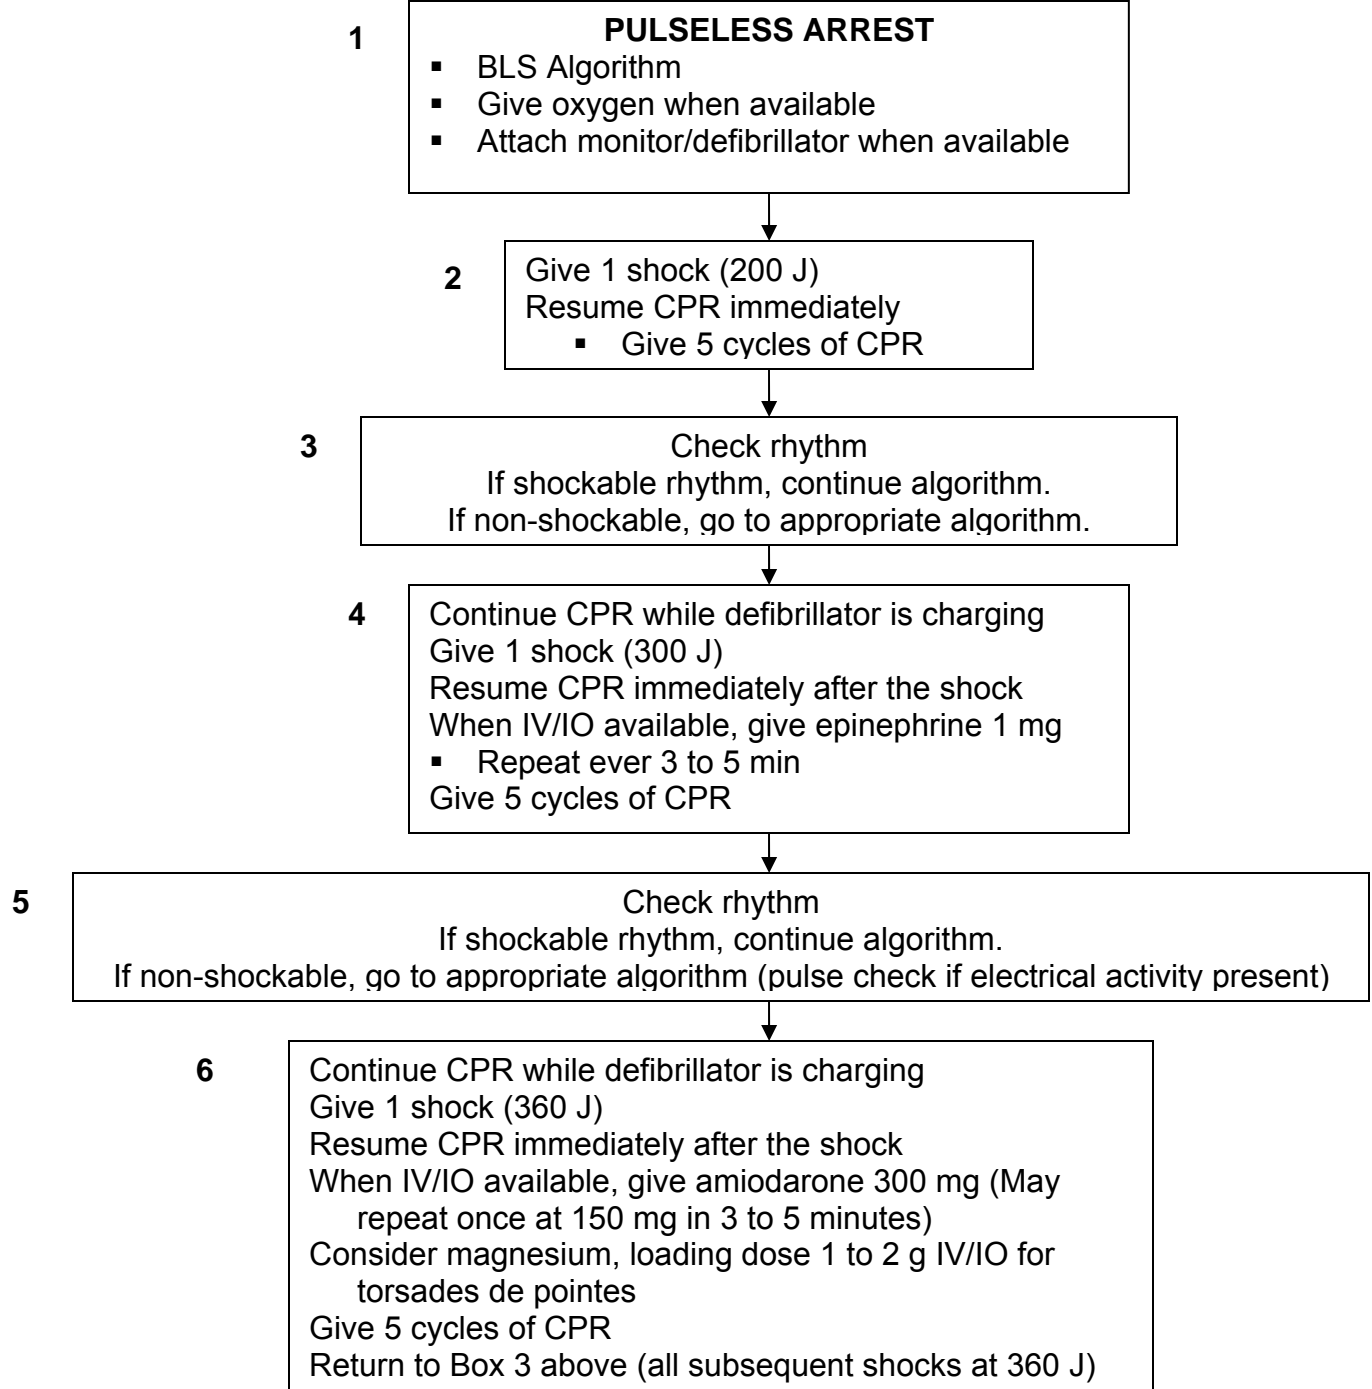 1
PULSELESS ARREST
▪ BLS Algorithm
▪ Give oxygen when available
▪ Attach monitor/defibrillator when available
2
Give 1 shock (200 J)
Resume CPR immediately
▪ Give 5 cycles of CPR
3
Check rhythm
If shockable rhythm, continue algorithm.
If non-shockable, go to appropriate algorithm.
4
Continue CPR while defibrillator is charging
Give 1 shock (300 J)
Resume CPR immediately after the shock
When IV/IO available, give epinephrine 1 mg
▪ Repeat ever 3 to 5 min
Give 5 cycles of CPR
5
Check rhythm
If shockable rhythm, continue algorithm.
If non-shockable, go to appropriate algorithm (pulse check if electrical activity present)
6
Continue CPR while defibrillator is charging
Give 1 shock (360 J)
Resume CPR immediately after the shock
When IV/IO available, give amiodarone 300 mg (May
repeat once at 150 mg in 3 to 5 minutes)
Consider magnesium, loading dose 1 to 2 g IV/IO for
torsades de pointes
Give 5 cycles of CPR
Return to Box 3 above (all subsequent shocks at 360 J)